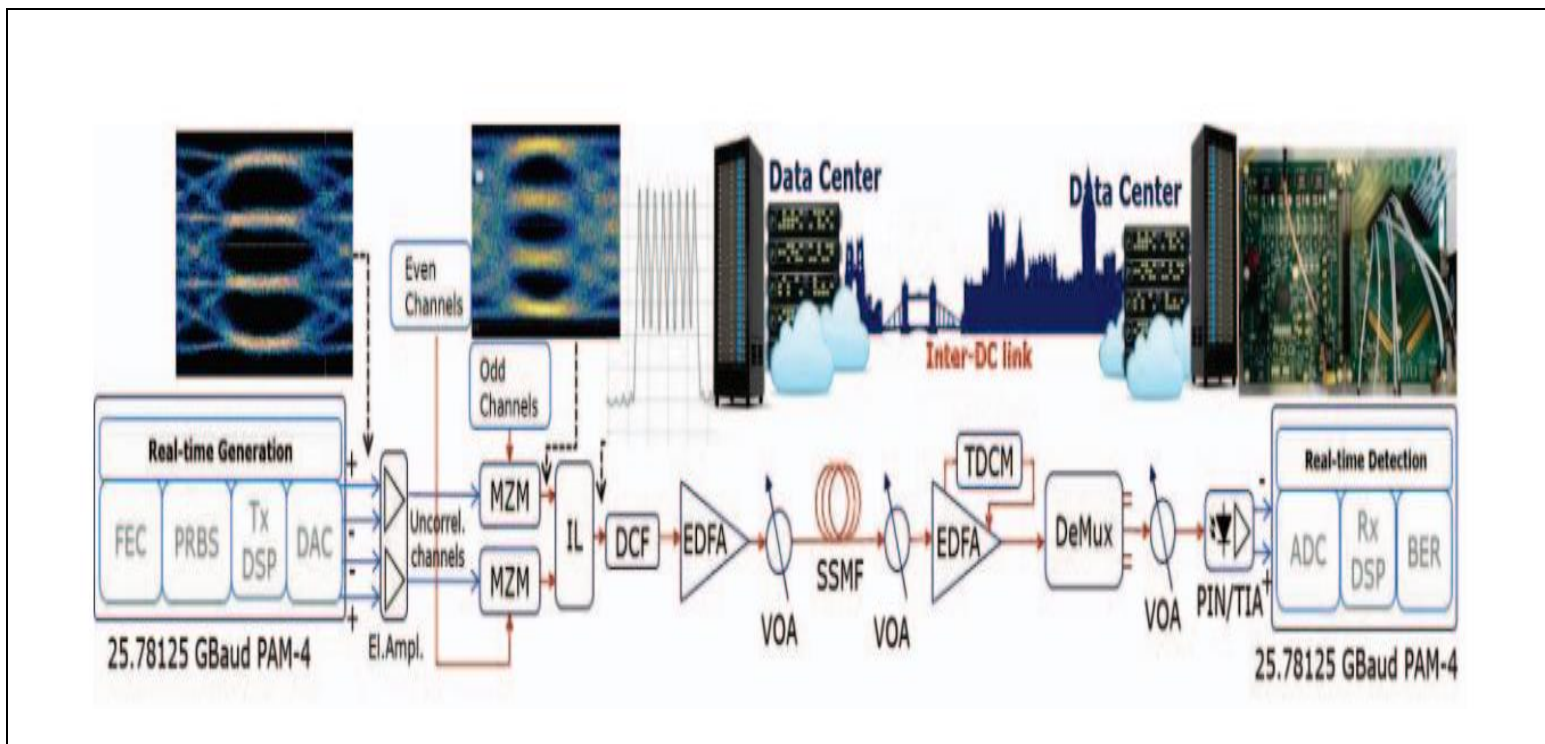 Data Center
Data Center
Even
Channels
Odd
Channels
Inter-DC link
Real-time Generation
FEC
PRBS
Tx
DSP
DAC
+
-
-
+
25.78125 GBaud PAM-4
El.Ampl.
Uncorrel.
channels
MZM
MZM
IL
DCF
EDFA
VOA
SSMF
VOA
TDCM
EDFA
DeMux
VOA
PIN/TIA
-
+
Real-time Detection
ADC
Rx
DSP
BER
25.78125 GBaud PAM-4